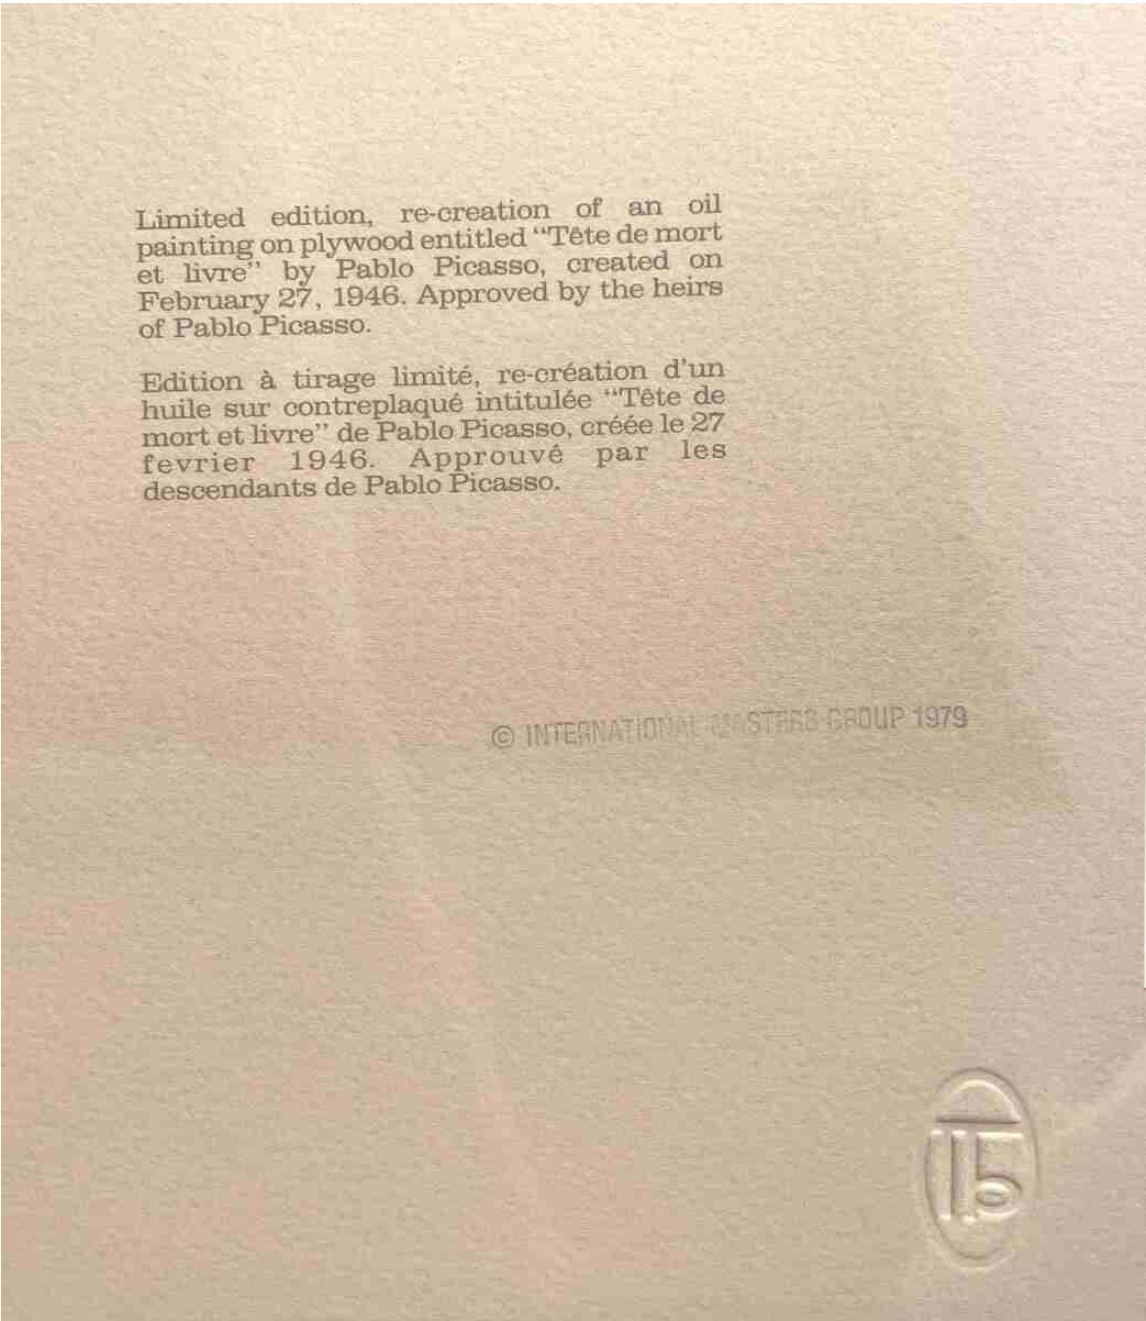 Limited edition, re-creation of an oil
painting on plywood entitled “Tête de mort
et livre” by Pablo Picasso, created on
February 27, 1946. Approved by the heirs
of Pablo Picasso.
Edition à tirage limité, re-création d'un
huile sur contreplaqué intitulée “Tête de
mort et livre” de Pablo Picasso, créée le 27
fevrier 1946. Approuvé par les
descendants de Pablo Picasso.
© INTERNATIONAL MASTERS GROUP 1979